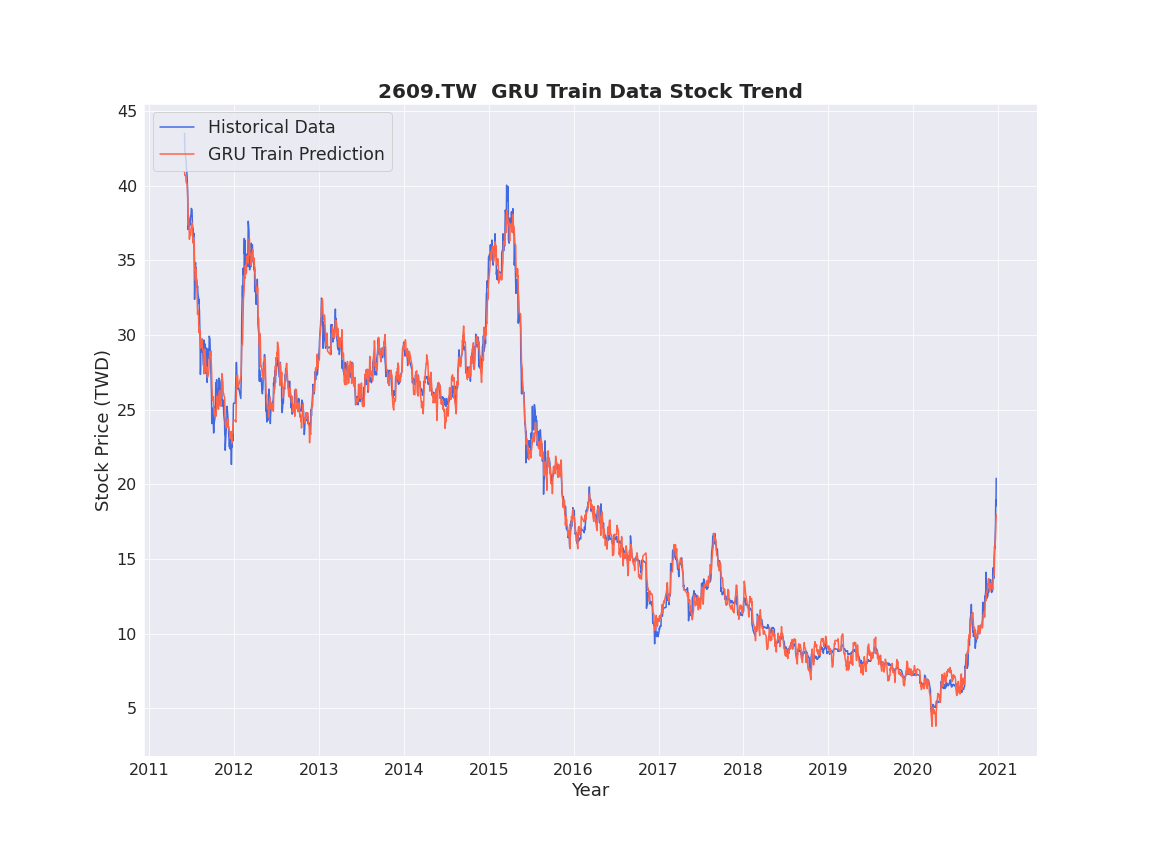 2609.TW  GRU Train Data Stock Trend
Historical Data
GRU Train Prediction
Stock Price (TWD)
45
40
35
30
25
20
15
10
5
2011 2012 2013 2014 2015 2016 2017 2018 2019 2020 2021
Year